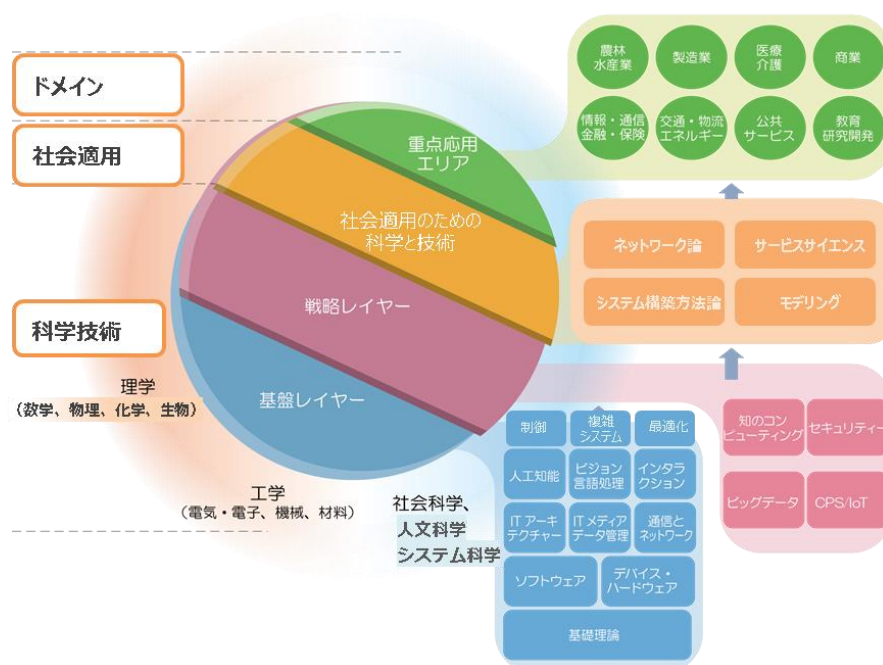 ドメイン
社会適用
科学技術
理学
(数学、物理、化学、生物)
工学
(電気・電子、機械、材料)
社会科学、
人文科学
システム科学
重点応用
エリア
社会適用のための
科学と技術
戦略レイヤー
基盤レイヤー
農林
水産業
製造業
医療
介護
商業
情報・通信
金融・保険
交通・物流
エネルギー
公共
サービス
教育
研究開発
ネットワーク論
サービスサイエンス
システム構築方法論
モデリング
知のコン
ピューティング
セキュリティー
ビッグデータ
CPS/IoT
制御
複雑
システム
最適化
人工知能
ビジョン
言語処理
インタラ
クション
ITアーキ
テクチャー
ITメディア
データ管理
通信と
ネットワーク
ソフトウェア
デバイス・
ハードウェア
基礎理論